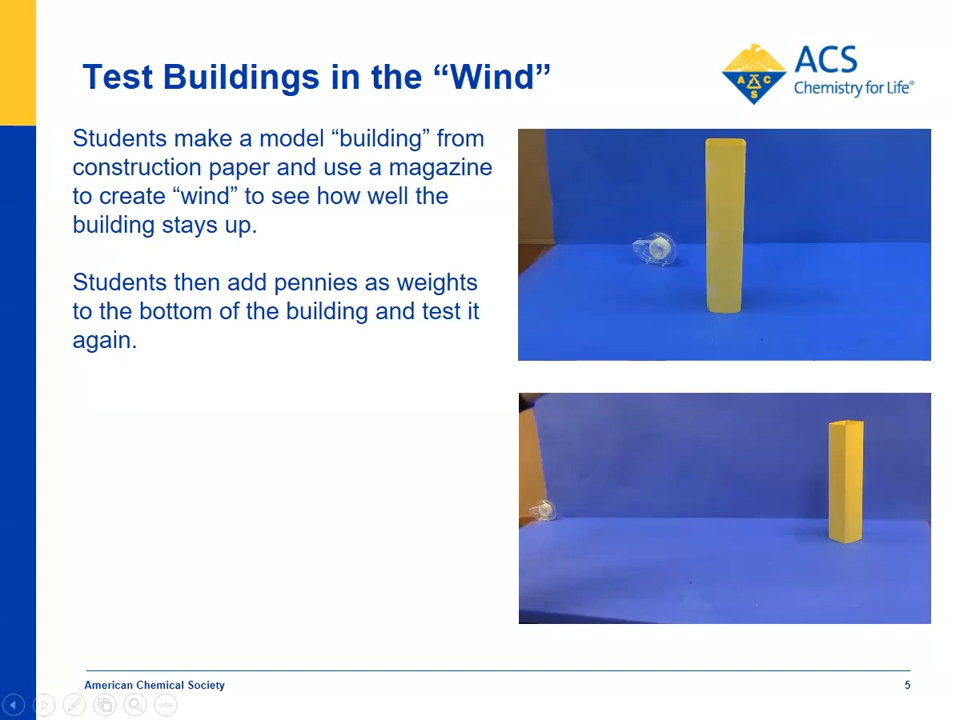 Test Buildings in the “Wind”
A C
S
ACS
Chemistry for Life®
Students make a model “building” from
construction paper and use a magazine
to create “wind” to see how well the
building stays up.
Students then add pennies as weights
to the bottom of the building and test it
again.
American Chemical Society
5